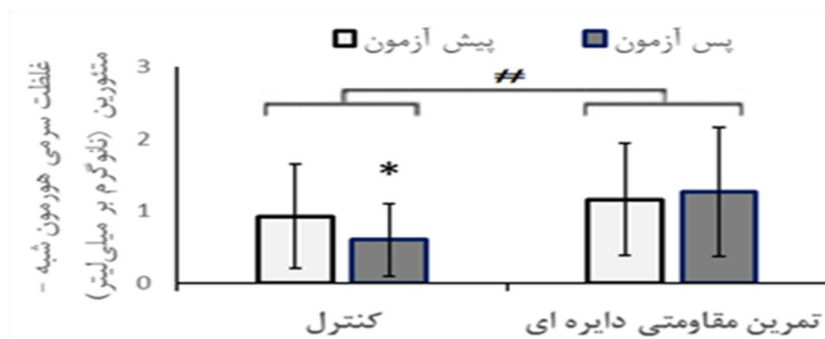 پیش آزمون
پس آزمون
غلظت سرمی هورمون شبه –
متئورین (نانوگرم بر میلی‌لیتر)
3
2
1
0
#
*
کنترل
تمرین مقاومتی دایره ای